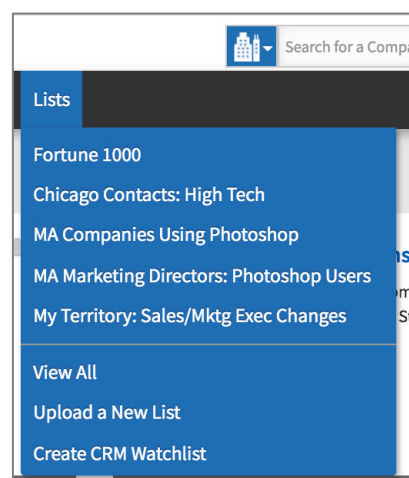 Search for a Compa
Lists
Fortune 1000
Chicago Contacts: High Tech
MA Companies Using Photoshop
MA Marketing Directors: Photoshop Users
My Territory: Sales/Mktg Exec Changes
View All
Upload a New List
Create CRM Watchlist